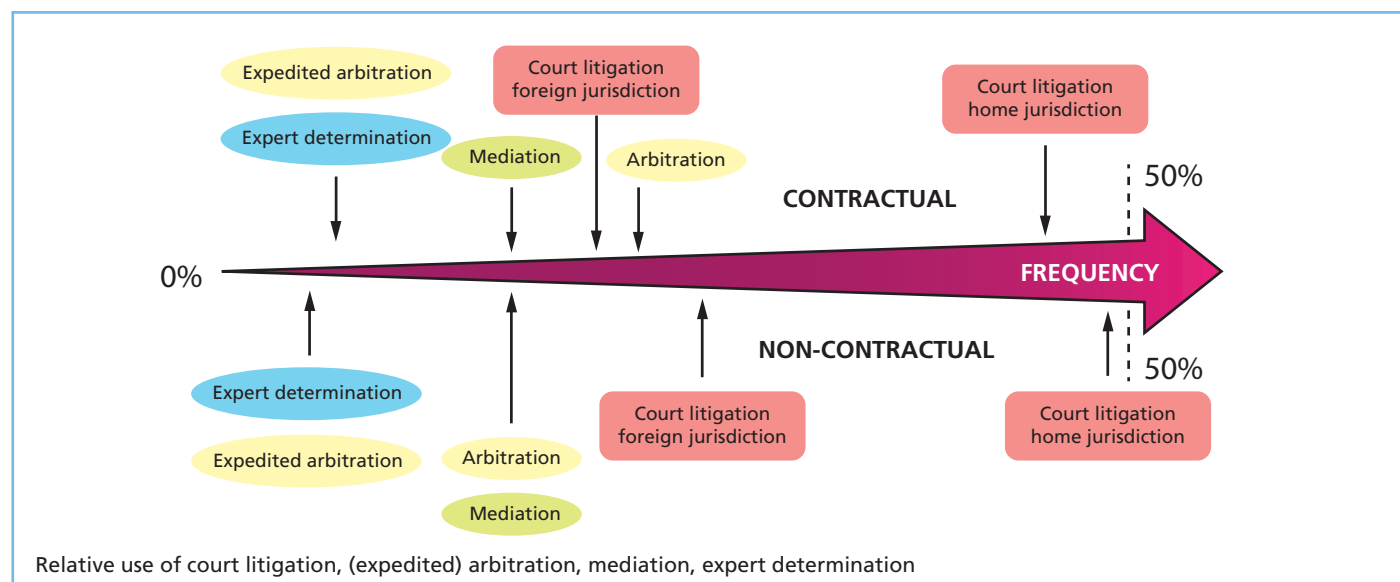 Expedited arbitration
Expert determination
Mediation
Court litigation
foreign jurisdiction
Arbitration
Court litigation
home jurisdiction
CONTRACTUAL
50%
0%
FREQUENCY
NON-CONTRACTUAL
50%
Expert determination
Expedited arbitration
Arbitration
Mediation
Court litigation
foreign jurisdiction
Court litigation
home jurisdiction
Relative use of court litigation, (expedited) arbitration, mediation, expert determination